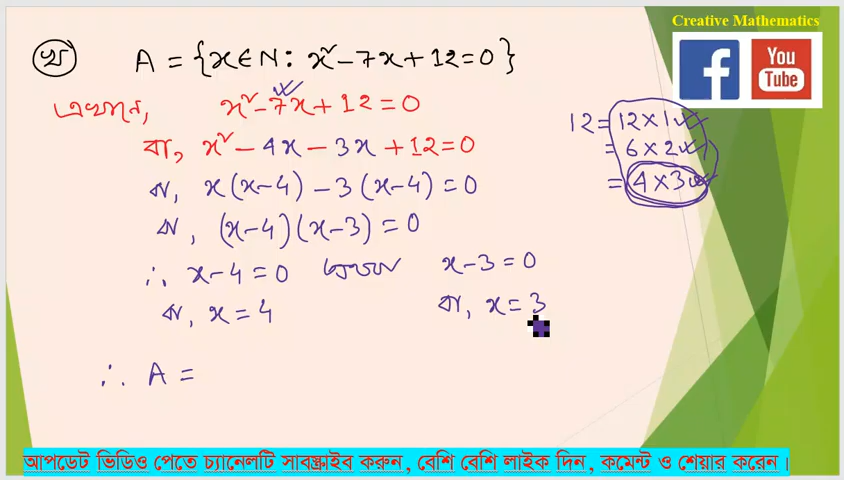 Creative Mathematics
খ A = {x∈N: x² – 7x + 12 = 0}
You
Tube
f
এখানে, x² – 7x + 12 = 0
12 = 12 × 1
বা, x² – 4x – 3x + 12 = 0
= 6 × 2
বা, x(x–4) – 3(x–4) = 0
= 4 × 3
বা, (x–4)(x–3) = 0
∴ x–4 = 0 অথবা x–3 = 0
বা, x = 4 বা, x = 3
∴ A =
আপডেট ভিডিও পেতে চ্যানেলটি সাবস্ক্রাইব করুন, বেশি বেশি লাইক দিন, কমেন্ট ও শেয়ার করেন।